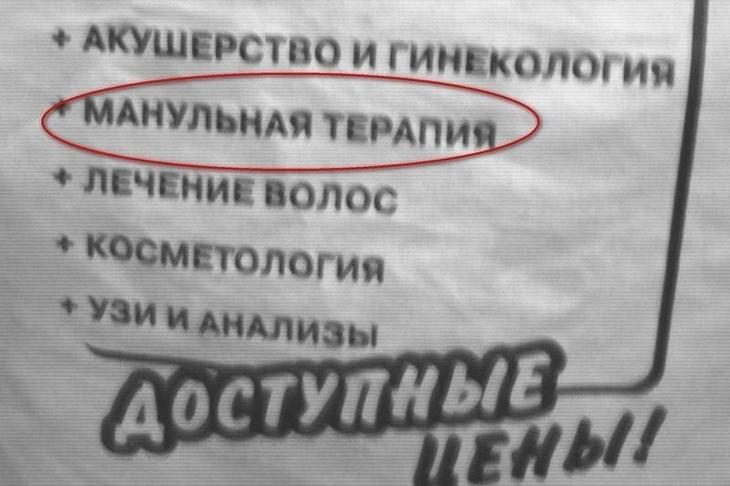 + АКУШЕРСТВО И ГИНЕКОЛОГИЯ
+ МАНУЛЬНАЯ ТЕРАПИЯ
+ ЛЕЧЕНИЕ ВОЛОС
+ КОСМЕТОЛОГИЯ
+ УЗИ И АНАЛИЗЫ
ДОСТУПНЫЕ
ЦЕНЫ!